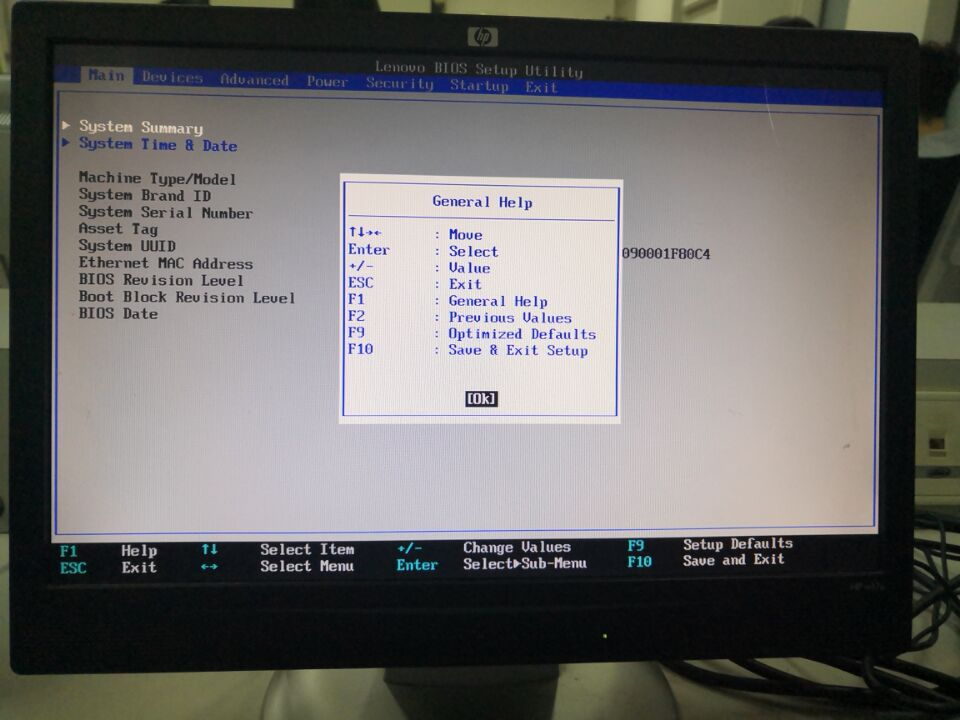 hp
Lenovo BIOS Setup Utility
Main Devices Advanced Power Security Startup Exit
▶ System Summary
▶ System Time & Date
Machine Type/Model
System Brand ID
System Serial Number
Asset Tag
System UUID
090001F80C4
Ethernet MAC Address
BIOS Revision Level
Boot Block Revision Level
BIOS Date
General Help
↑↓→← : Move
Enter : Select
+/- : Value
ESC : Exit
F1 : General Help
F2 : Previous Values
F9 : Optimized Defaults
F10 : Save & Exit Setup
[Ok]
F1 Help ↑↓ Select Item +/- Change Values F9 Setup Defaults
ESC Exit ↔ Select Menu Enter Select▶Sub-Menu F10 Save and Exit